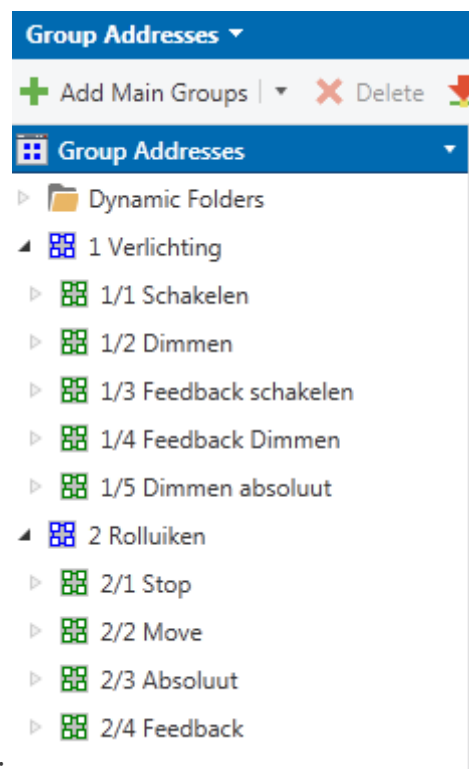 Group Addresses
Add Main Groups Delete
Group Addresses
Dynamic Folders
1 Verlichting
1/1 Schakelen
1/2 Dimmen
1/3 Feedback schakelen
1/4 Feedback Dimmen
1/5 Dimmen absoluut
2 Rolluiken
2/1 Stop
2/2 Move
2/3 Absoluut
2/4 Feedback